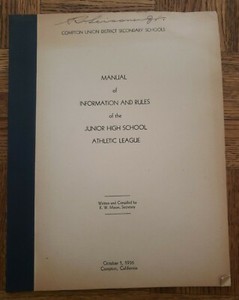 COMPTON UNION DISTRICT SECONDARY SCHOOLS
MANUAL
of
INFORMATION AND RULES
of the
JUNIOR HIGH SCHOOL
ATHLETIC LEAGUE
Written and Compiled by
Secretary
October 1,
Compton, California